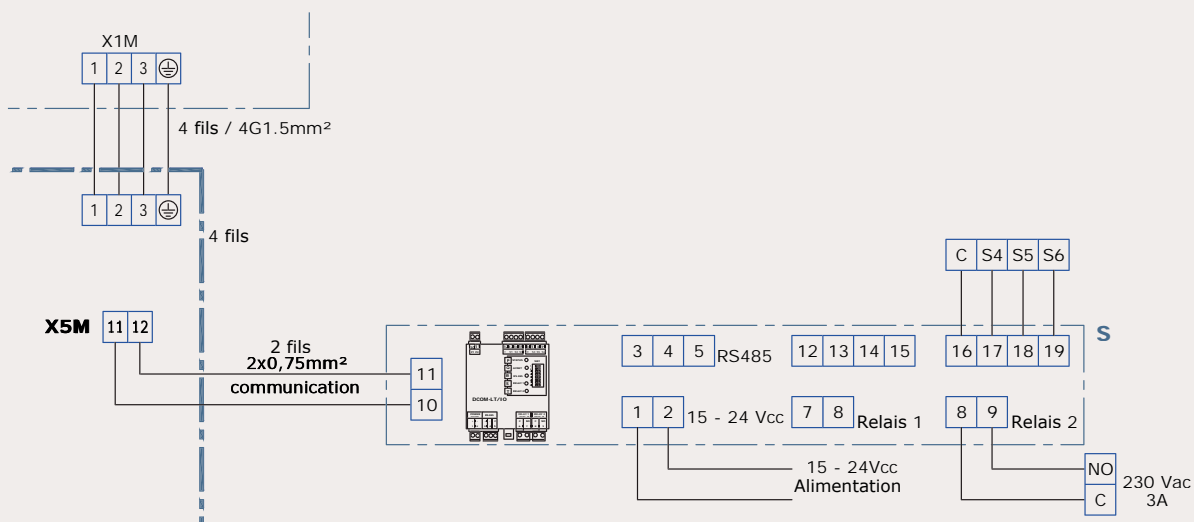 X1M
1 2 3
4 fils / 4G1.5mm²
1 2 3
4 fils
X5M 11 12
2 fils
2x0,75mm²
communication
11
10
DCOM-LT/IO
C S4 S5 S6
S
3 4 5 RS485
12 13 14 15
16 17 18 19
1 2 15 - 24 Vcc
7 8 Relais 1
8 9 Relais 2
15 - 24Vcc
Alimentation
NO
C
230 Vac
3A